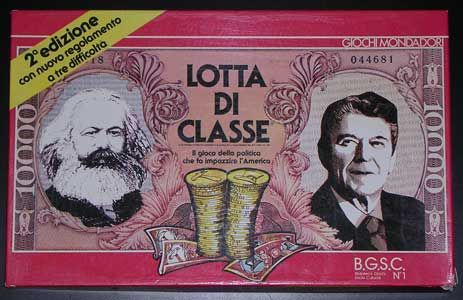 2ª edizione
con nuovo regolamento
a tre difficoltà
GIOCHI MONDADORI
18
044681
LOTTA
DI
CLASSE
Il gioco della politica
che fa impazzire l'America
10000
10000
B.G.S.C.
N°1